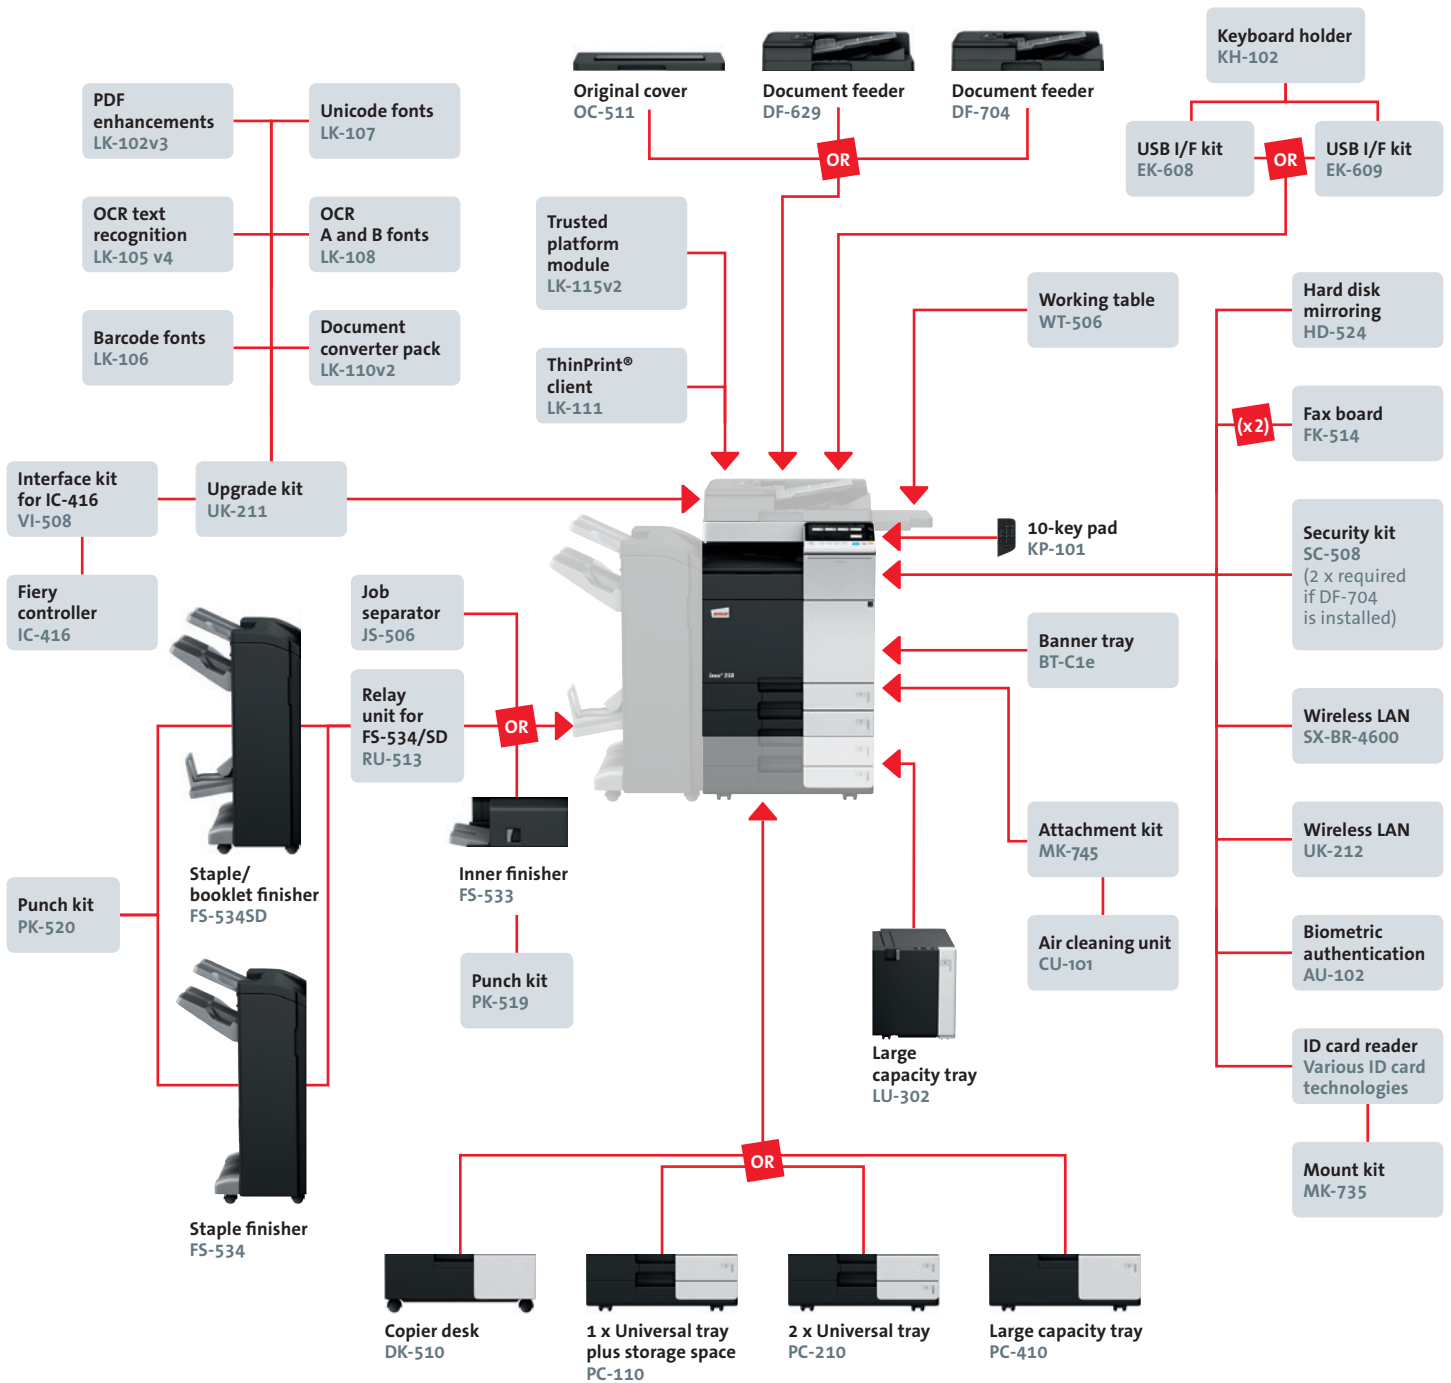 Keyboard holder
KH-102
Original cover
OC-511
Document feeder
DF-629
Document feeder
DF-704
PDF
enhancements
LK-102v3
Unicode fonts
LK-107
USB I/F kit
EK-608
OR
USB I/F kit
EK-609
OR
OCR text
recognition
LK-105 v4
OCR
A and B fonts
LK-108
Trusted
platform
module
LK-115v2
Working table
WT-506
Hard disk
mirroring
HD-524
Barcode fonts
LK-106
Document
converter pack
LK-110v2
ThinPrint®
client
LK-111
(x2)
Fax board
FK-514
Interface kit
for IC-416
VI-508
Upgrade kit
UK-211
10-key pad
KP-101
Security kit
SC-508
(2 x required
if DF-704
is installed)
Fiery
controller
IC-416
Job
separator
JS-506
Banner tray
BT-C1e
Relay
unit for
FS-534/SD
RU-513
OR
Wireless LAN
SX-BR-4600
Attachment kit
MK-745
Wireless LAN
UK-212
Staple/
booklet finisher
FS-534SD
Inner finisher
FS-533
Punch kit
PK-520
Air cleaning unit
CU-101
Biometric
authentication
AU-102
Punch kit
PK-519
Large
capacity tray
LU-302
ID card reader
Various ID card
technologies
OR
Mount kit
MK-735
Staple finisher
FS-534
Copier desk
DK-510
1 x Universal tray
plus storage space
PC-110
2 x Universal tray
PC-210
Large capacity tray
PC-410